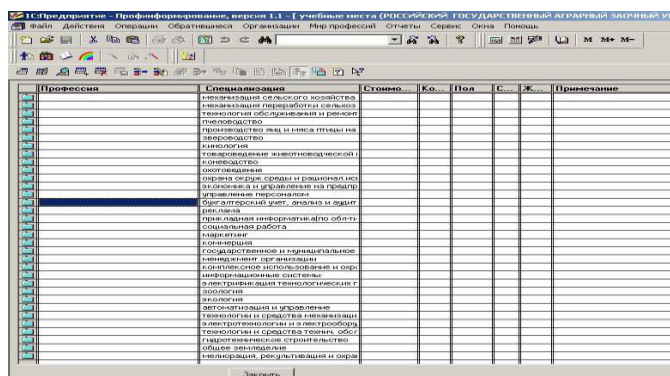 1С:Предприятие - Профинформирование, версия 1.1 - [ учебные места (РОССИЙСКИЙ ГОСУДАРСТВЕННЫЙ АГРАРНЫЙ ЗАОЧНЫЙ У
Файл Действия Операции Обратившиеся Организации Мир профессий Отчеты Сервис Окна Помощь
M M+ M-
Профессия Специализация Стоимо... Ко... Пол С... Ж... Примечание
механизация сельского хозяйства
механизация переработки сельхоз
технология обслуживания и ремонт
пчеловодство
производство яиц и мяса птицы на
звероводство
кинология
товароведение животноводческой
коневодство
охотоведение
охрана окруж.среды и рационал.ис
экономика и управление на предпр
управление персоналом
бухгалтерский учет, анализ и аудит
реклама
прикладная информатика(по обл-ти
социальная работа
маркетинг
коммерция
государственное и муниципальное
менеджмент организации
комплексное использование и охра
информационные системы
электрификация технологических п
зоология
экология
автоматизация и управление
технологии и средства механизаци
электротехнологии и электрообору
технологии и средства технич. обсл
гидротехническое строительство
общее земледелие
мелиорация, рекультивация и охра
Закрыть